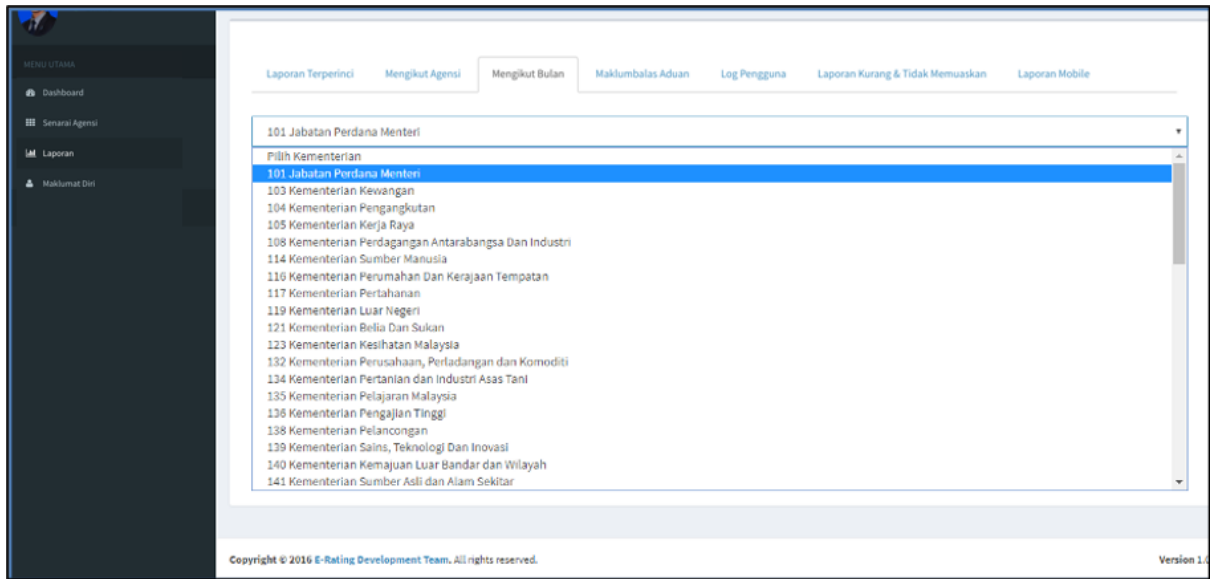 MENU UTAMA
Dashboard
Senarai Agensi
Laporan
Maklumat Diri
Laporan Terperinci Mengikut Agensi Mengikut Bulan Maklumbalas Aduan Log Pengguna Laporan Kurang & Tidak Memuaskan Laporan Mobile
101 Jabatan Perdana Menteri
Pilih Kementerian
101 Jabatan Perdana Menteri
103 Kementerian Kewangan
104 Kementerian Pengangkutan
105 Kementerian Kerja Raya
108 Kementerian Perdagangan Antarabangsa Dan Industri
114 Kementerian Sumber Manusia
116 Kementerian Perumahan Dan Kerajaan Tempatan
117 Kementerian Pertahanan
119 Kementerian Luar Negeri
121 Kementerian Belia Dan Sukan
123 Kementerian Kesihatan Malaysia
132 Kementerian Perusahaan, Perladangan dan Komoditi
134 Kementerian Pertanian dan Industri Asas Tani
135 Kementerian Pelajaran Malaysia
136 Kementerian Pengajian Tinggi
138 Kementerian Pelancongan
139 Kementerian Sains, Teknologi Dan Inovasi
140 Kementerian Kemajuan Luar Bandar dan Wilayah
141 Kementerian Sumber Asli dan Alam Sekitar
Copyright © 2016 E-Rating Development Team. All rights reserved. Version 1.